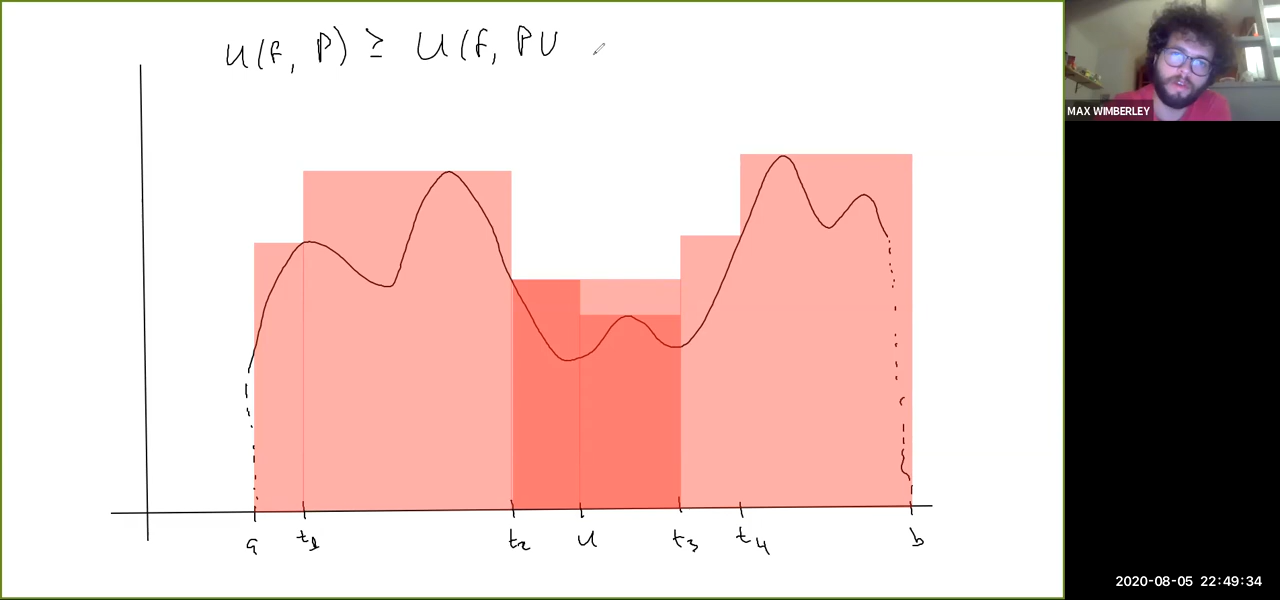 U(f, P) ≥ U(f, P ∪
MAX WIMBERLEY
a t₁ t₂ u t₃ t₄ b
2020-08-05 22:49:34